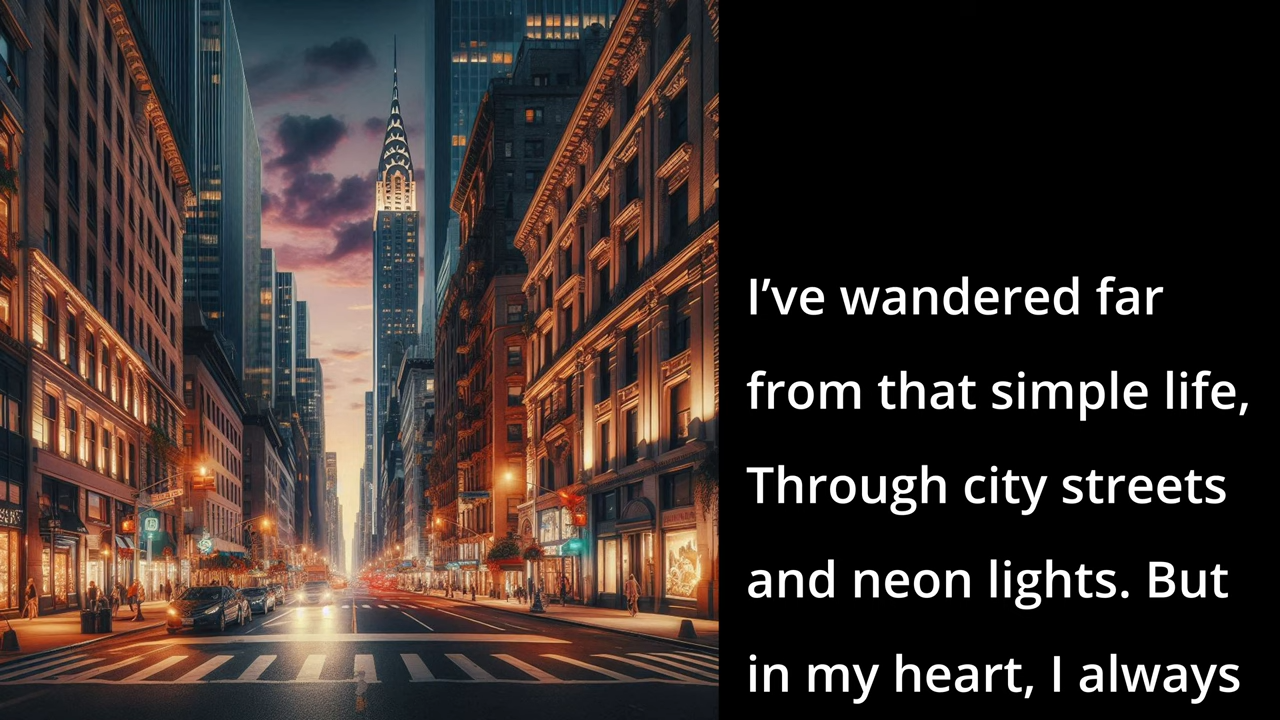 I’ve wandered far
from that simple life,
Through city streets
and neon lights. But
in my heart, I always